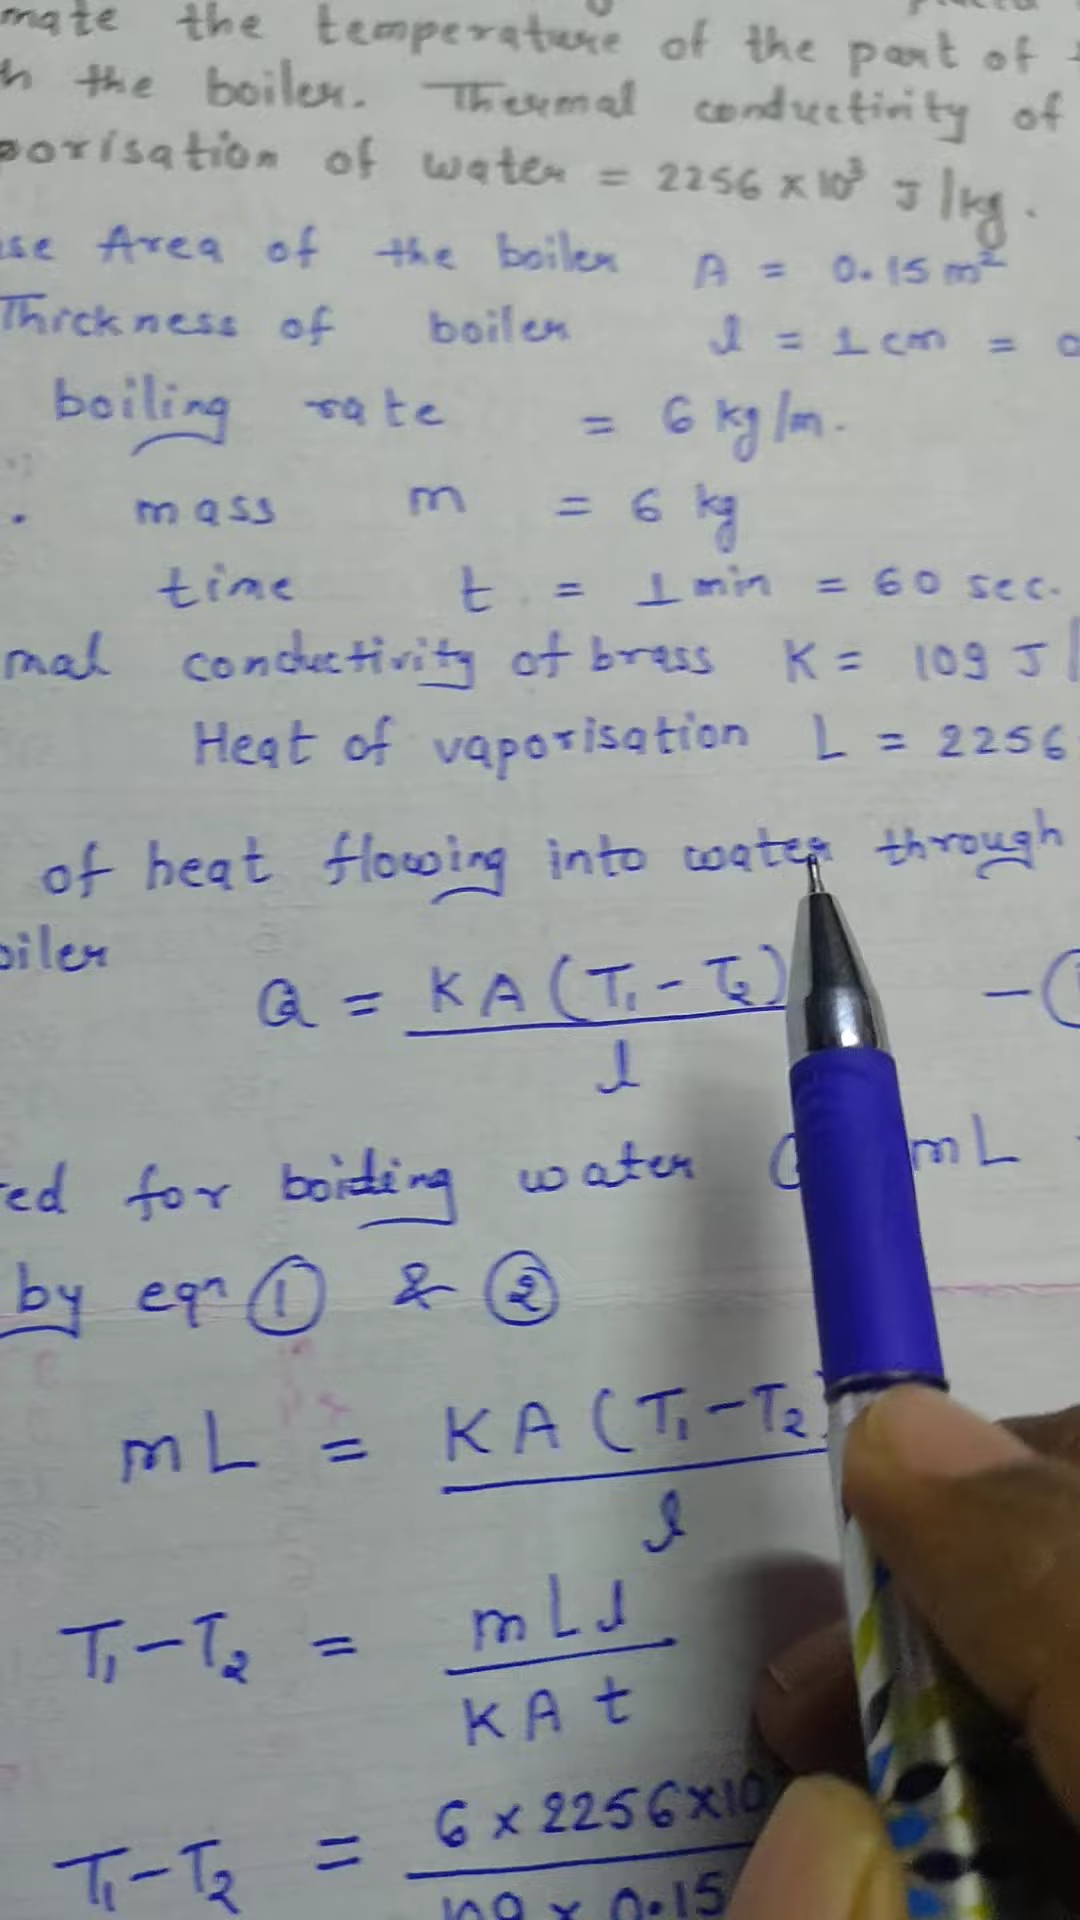 mate the temperature of the part of
the boiler. Thermal conductivity of
porisation of water = 2256 × 10³ J/kg.
se Area of the boiler A = 0.15 m²
Thickness of boiler l = 1 cm =
boiling rate = 6 kg/m.
∴ mass m = 6 kg
time t = 1 min = 60 sec.
mal conductivity of brass K = 109 J/
Heat of vaporisation L = 2256
of heat flowing into water through
oiler
Q = KA(T₁-T₂) / l
ed for boiding water mL
by eqn ① & ②
mL = KA(T₁-T₂ / l
T₁-T₂ = mLl / KAt
T₁-T₂ = 6 × 2256 × 10 / 109 × 0.15